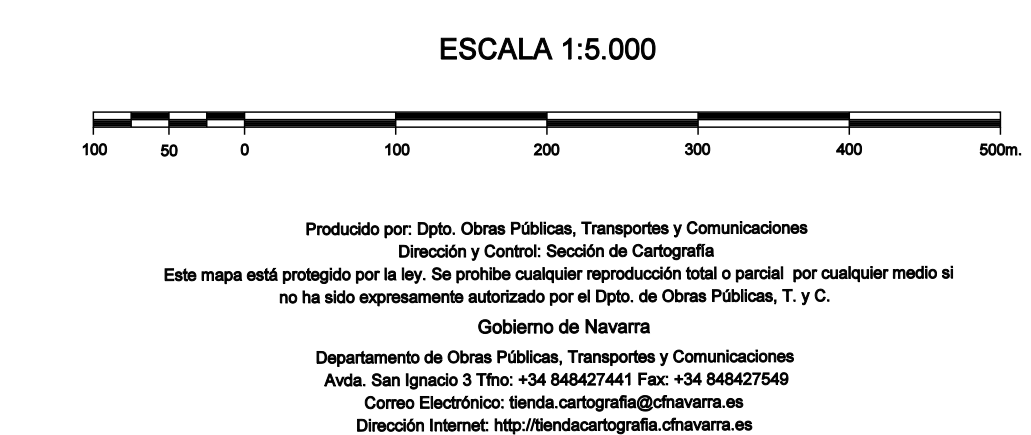 ESCALA 1:5.000
100 50 0 100 200 300 400 500m.
Producido por: Dpto. Obras Públicas, Transportes y Comunicaciones
Dirección y Control: Sección de Cartografía
Este mapa está protegido por la ley. Se prohibe cualquier reproducción total o parcial por cualquier medio si
no ha sido expresamente autorizado por el Dpto. de Obras Públicas, T. y C.
Gobierno de Navarra
Departamento de Obras Públicas, Transportes y Comunicaciones
Avda. San Ignacio 3 Tfno: +34 848427441 Fax: +34 848427549
Correo Electrónico: tienda.cartografia@cfnavarra.es
Dirección Internet: http://tiendacartografia.cfnavarra.es